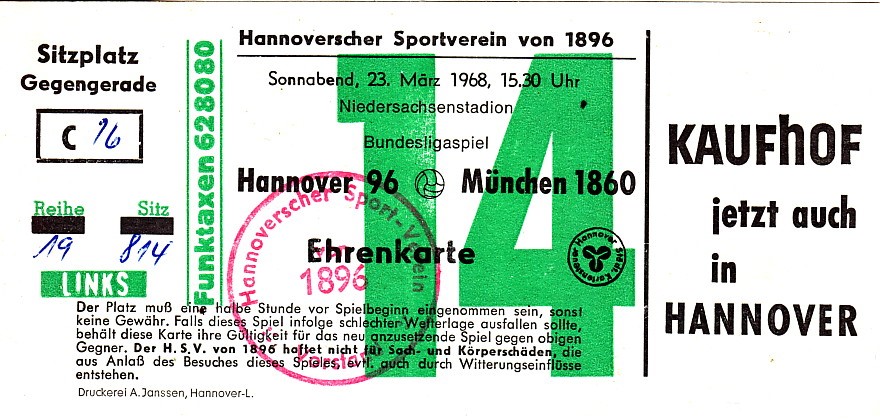 Sitzplatz
Gegengerade
C 16
Reihe Sitz
19 814
LINKS
Funktaxen 628080
Hannoverscher Sportverein von 1896
Sonnabend, 23. März 1968, 15.30 Uhr
Niedersachsenstadion
Bundesligaspiel
14
Hannover 96 München 1860
Ehrenkarte
Hannoverscher Sport-Verein
von
1896
Vorstand
Hannover
Der Platz muß eine halbe Stunde vor Spielbeginn eingenommen sein, sonst
keine Gewähr. Falls dieses Spiel infolge schlechter Wetterlage ausfallen sollte,
behält diese Karte ihre Gültigkeit für das neu anzusetzende Spiel gegen obigen
Gegner. Der H. S. V. von 1896 haftet nicht für Sach- und Körperschäden, die
aus Anlaß des Besuches dieses Spieles, evtl. auch durch Witterungseinflüsse
entstehen.
Druckerei A. Janssen, Hannover-L.
KAUFhOF
jetzt auch
in
HANNOVER